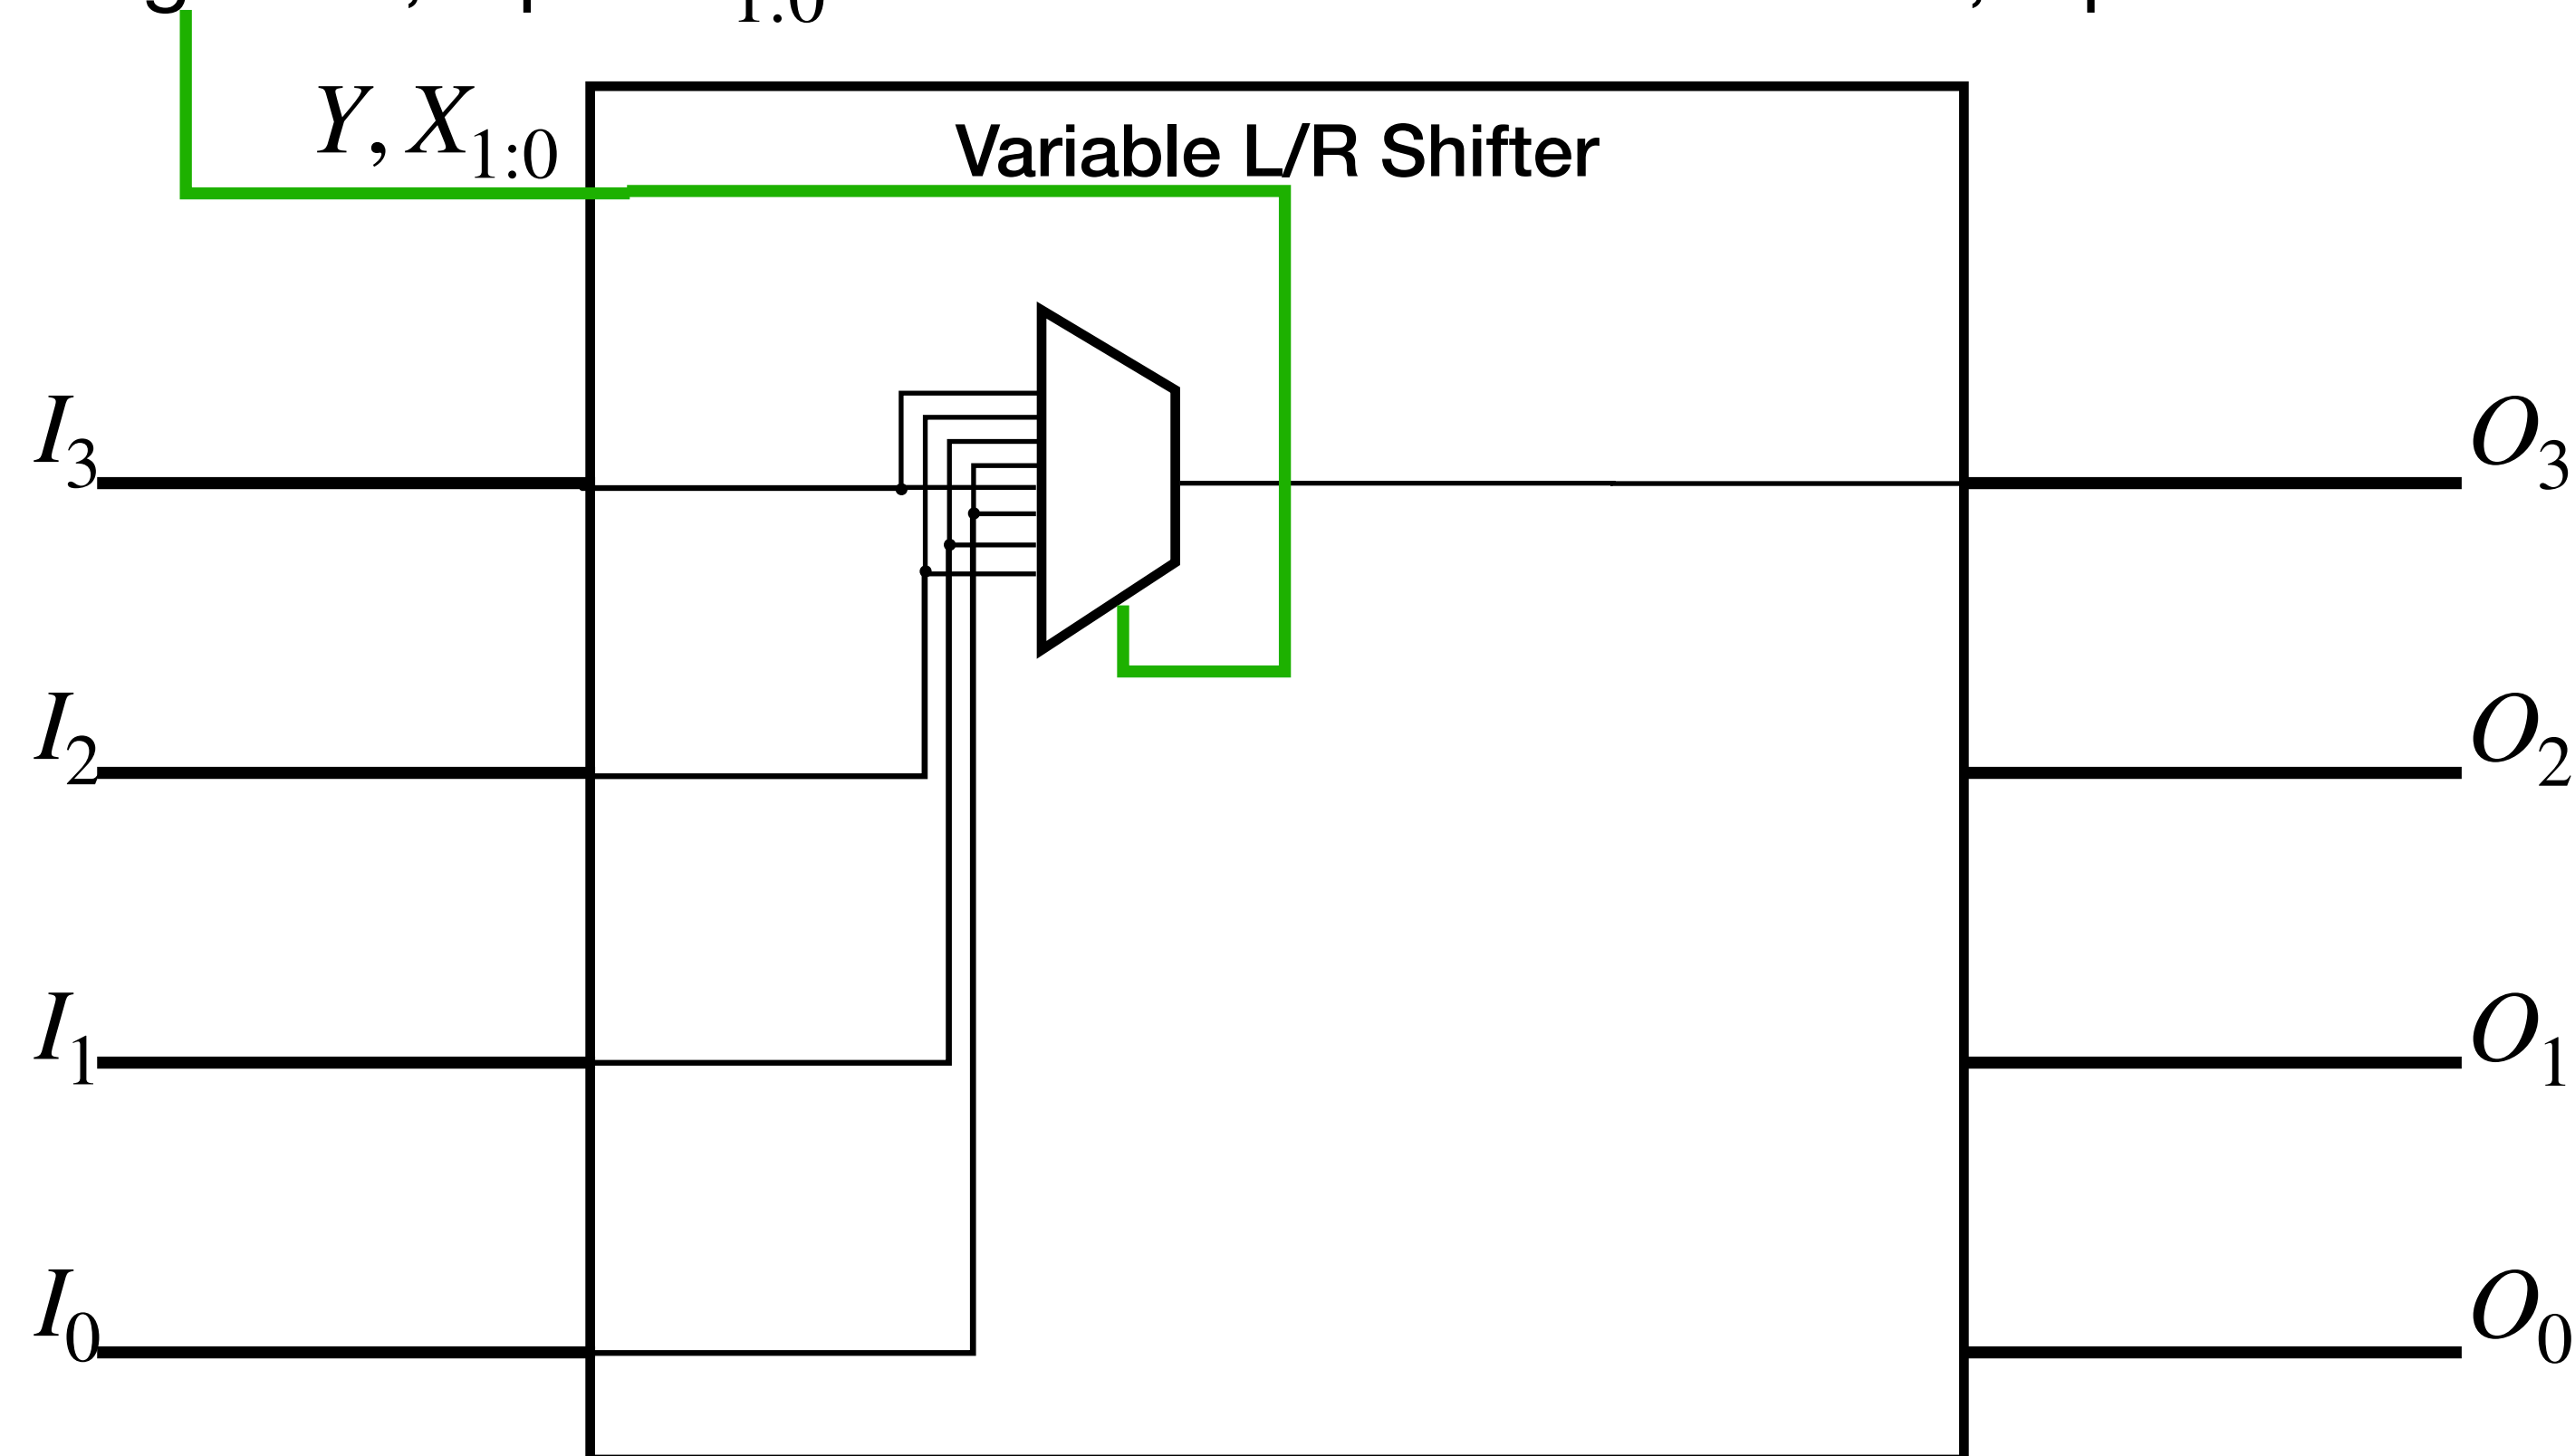 Y, X1:0
Variable L/R Shifter
I3
O3
I2
O2
I1
O1
I0
O0